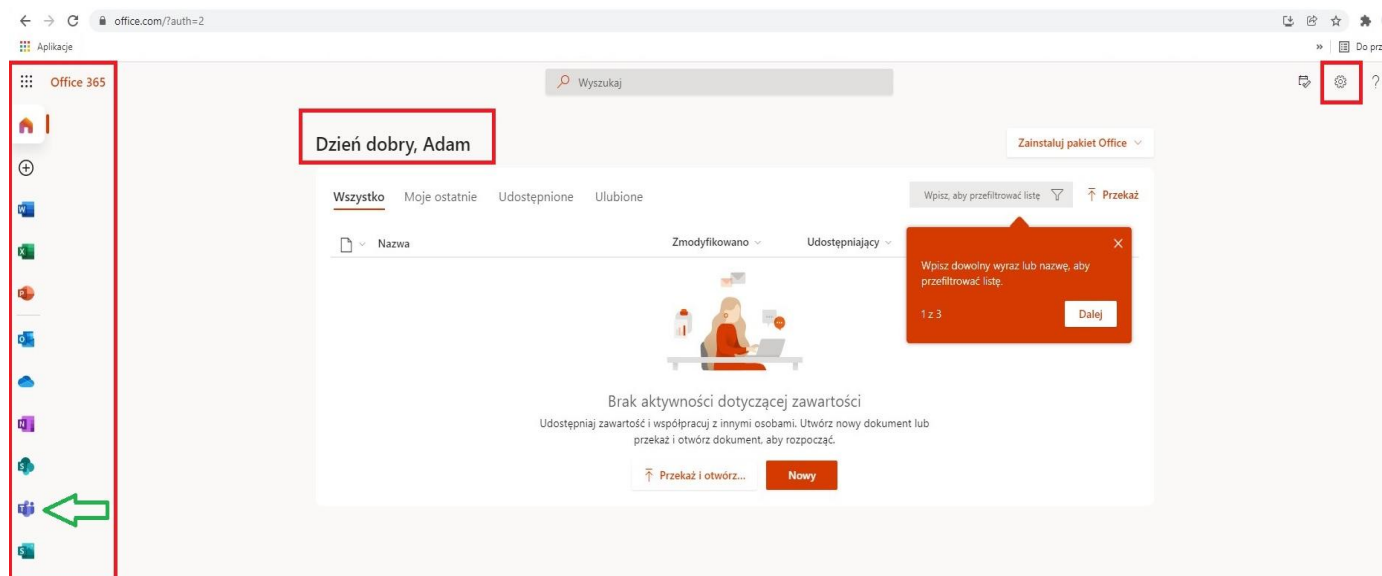 office.com/?auth=2
Aplikacje
» Do prz
Office 365
Wyszukaj
?
Dzień dobry, Adam
Zainstaluj pakiet Office
Wszystko Moje ostatnie Udostępnione Ulubione
Wpisz, aby przefiltrować listę
Przekaż
Nazwa Zmodyfikowano Udostępniający
Wpisz dowolny wyraz lub nazwę, aby
przefiltrować listę.
1 z 3 Dalej
Brak aktywności dotyczącej zawartości
Udostępniaj zawartość i współpracuj z innymi osobami. Utwórz nowy dokument lub
przekaż i otwórz dokument, aby rozpocząć.
Przekaż i otwórz... Nowy